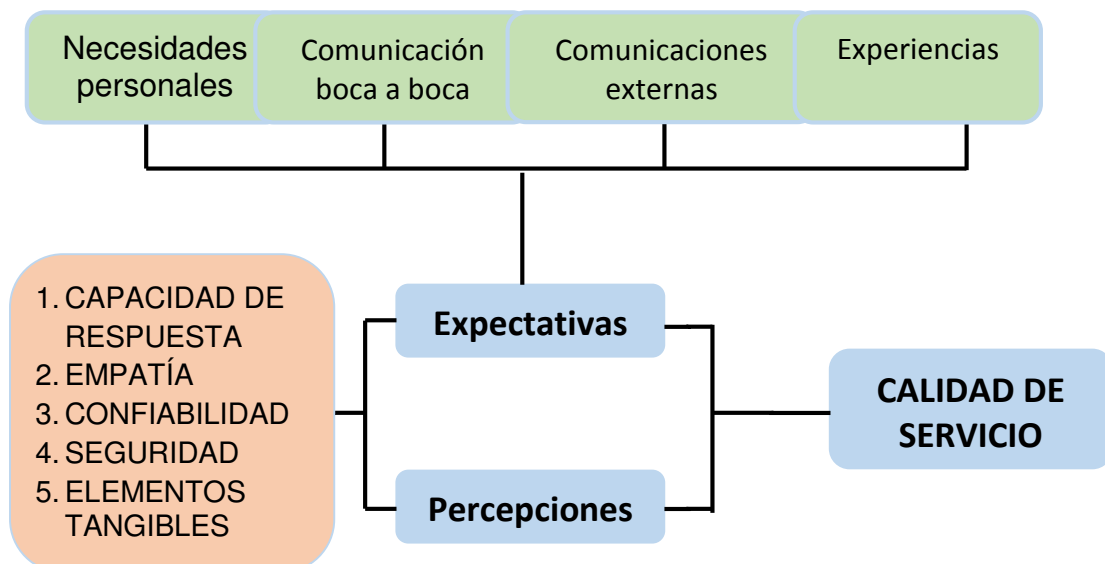 Necesidades
personales
Comunicación
boca a boca
Comunicaciones
externas
Experiencias
1. CAPACIDAD DE
RESPUESTA
2. EMPATÍA
3. CONFIABILIDAD
4. SEGURIDAD
5. ELEMENTOS
TANGIBLES
Expectativas
Percepciones
CALIDAD DE
SERVICIO